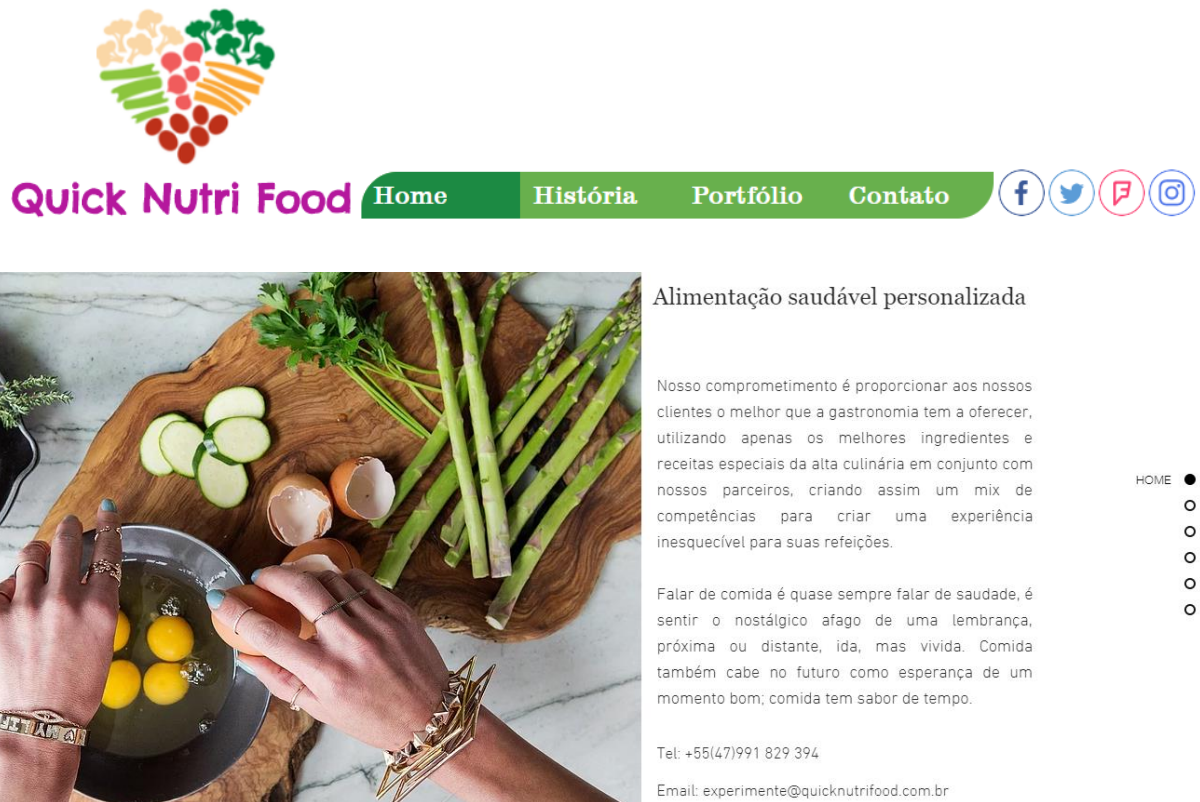 Quick Nutri Food
Home
História
Portfólio
Contato
Alimentação saudável personalizada
Nosso comprometimento é proporcionar aos nossos
clientes o melhor que a gastronomia tem a oferecer,
utilizando apenas os melhores ingredientes e
receitas especiais da alta culinária em conjunto com
nossos parceiros, criando assim um mix de
competências para criar uma experiência
inesquecível para suas refeições.
HOME
Falar de comida é quase sempre falar de saudade, é
sentir o nostálgico afago de uma lembrança,
próxima ou distante, ida, mas vivida. Comida
também cabe no futuro como esperança de um
momento bom; comida tem sabor de tempo.
Tel: +55(47)991 829 394
Email: experimente@quicknutrifood.com.br